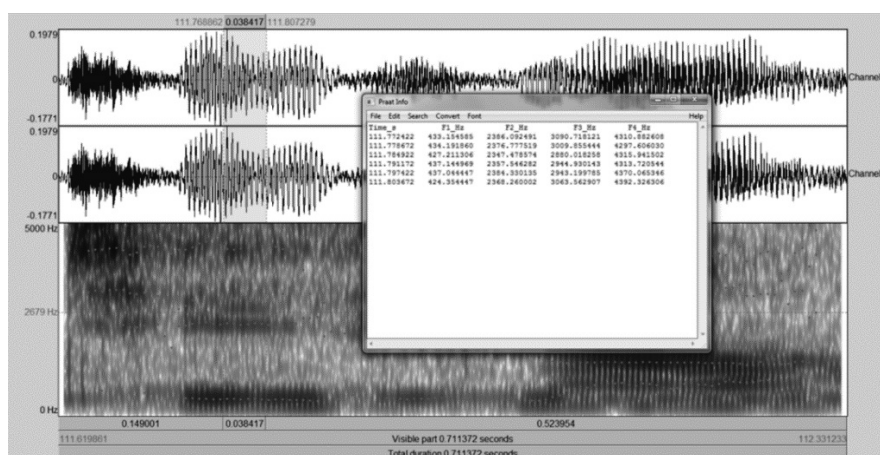 111.768862 0.038417 111.807279
0.1979
0
-0.1771
Channel
0.1979
0
-0.1771
Channel
Praat Info
File Edit Search Convert Font Help
Time_s F1_Hz F2_Hz F3_Hz F4_Hz
111.772422 433.154585 2386.092491 3090.718121 4310.882608
111.778672 434.191860 2376.777519 3009.855444 4297.606030
111.784922 427.211306 2347.478574 2880.018258 4315.941502
111.791172 437.144969 2357.546282 2944.930143 4313.720544
111.797422 437.044447 2384.330135 2943.199785 4370.065346
111.803672 424.354447 2368.260002 3063.562907 4392.324306
5000 Hz
2679 Hz
0 Hz
0.149001 0.038417 0.523954
111.619861 Visible part 0.711372 seconds 112.331233
Total duration 0.711372 seconds